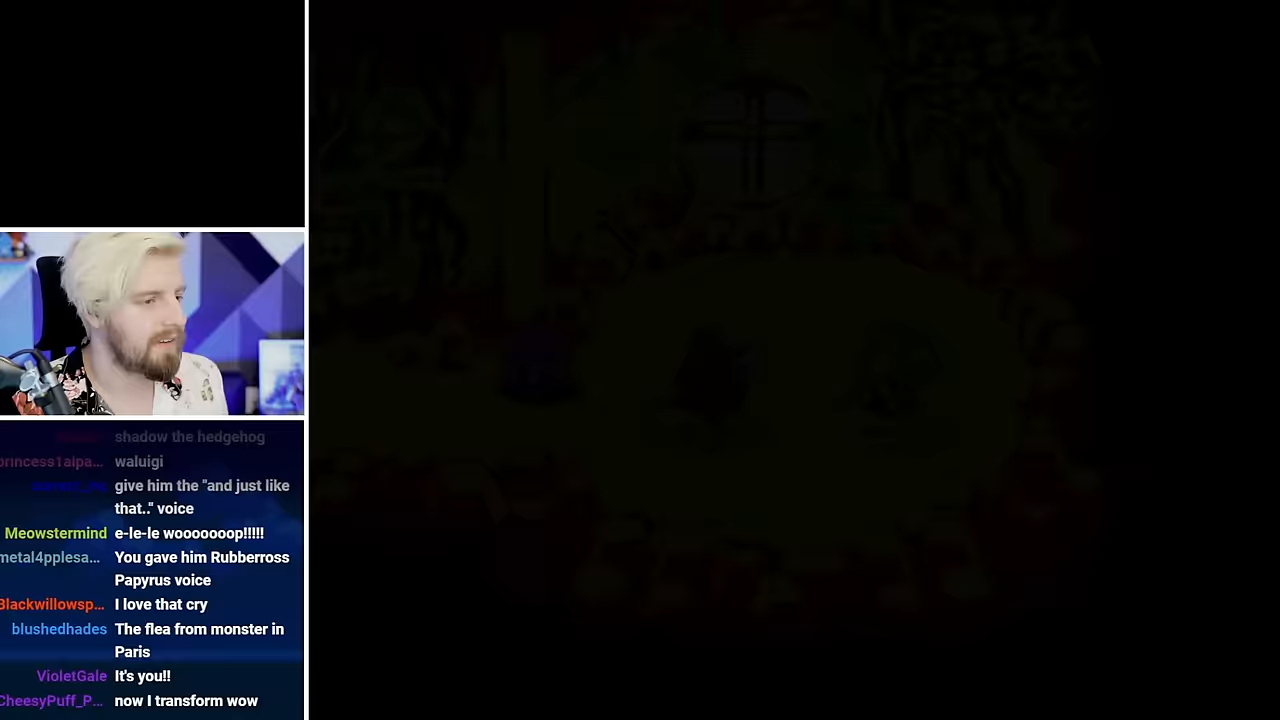 shadow the hedgehog
princess1alpa… waluigi
give him the "and just like
that.." voice
Meowstermind e-le-le wooooooop!!!!!
metal4pplesa… You gave him Rubberross
Papyrus voice
Blackwillowsp… I love that cry
blushedhades The flea from monster in
Paris
VioletGale It's you!!
CheesyPuff_P… now I transform wow